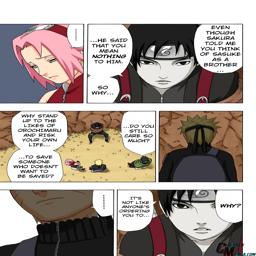 EVEN
THOUGH
SAKURA
TOLD ME
YOU THINK
OF SASUKE
AS A
BROTHER
...
...HE SAID
THAT YOU
MEAN
NOTHING
TO HIM.
SO
WHY...
...DO YOU
STILL
CARE SO
MUCH?
WHY STAND
UP TO THE
LIKES OF
OROCHIMARU
AND RISK
YOUR OWN
LIFE...
...TO SAVE
SOMEONE
WHO DOESN'T
WANT TO
BE SAVED?
WHY?
IT'S
NOT LIKE
ANYONE'S
ORDERING
YOU TO...